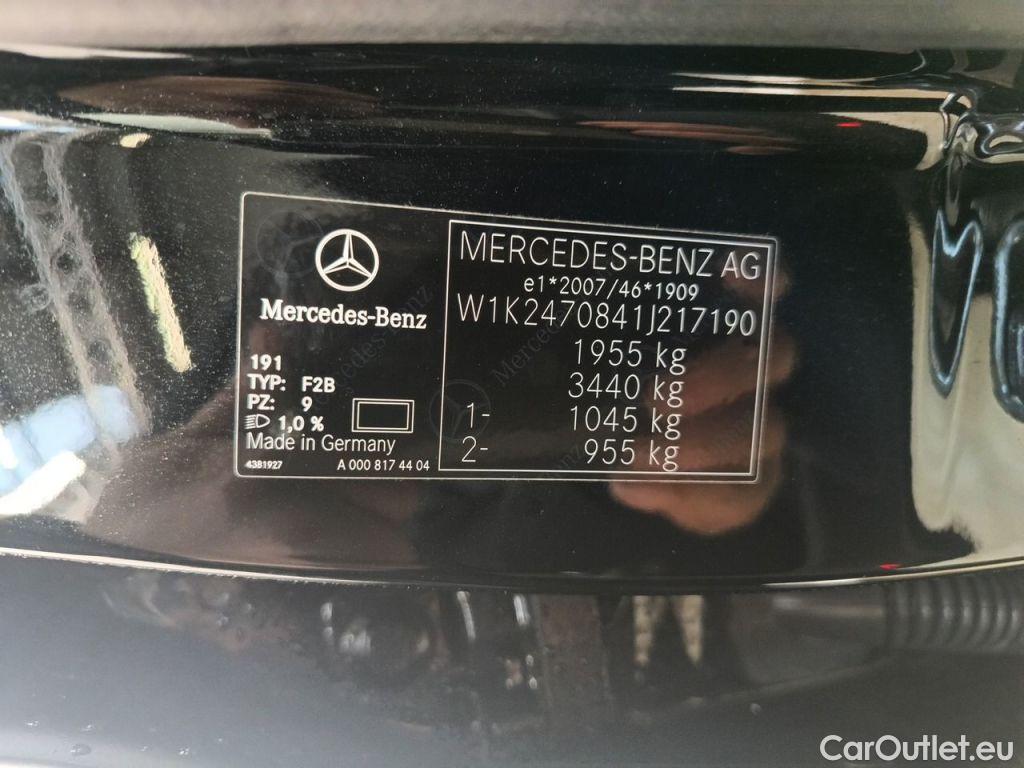 Mercedes-Benz
191
TYP: F2B
PZ: 9
1,0 %
Made in Germany
4381927 A 000 817 44 04
MERCEDES-BENZ AG
e1*2007/46*1909
W1K2470841J217190
1955 kg
3440 kg
1- 1045 kg
2- 955 kg
CarOutlet.eu